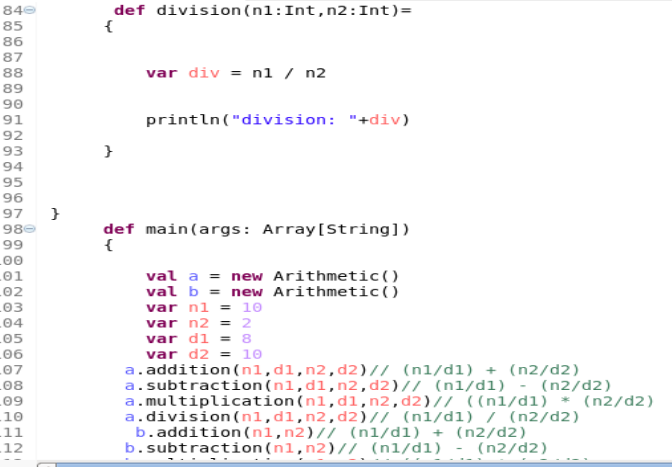 84 def division(n1:Int,n2:Int)=
85 {
86
87
88 var div = n1 / n2
89
90
91 println("division: "+div)
92
93 }
94
95
96
97 }
98 def main(args: Array[String])
99 {
00
01 val a = new Arithmetic()
02 val b = new Arithmetic()
03 var n1 = 10
04 var n2 = 2
05 var d1 = 8
06 var d2 = 10
07 a.addition(n1,d1,n2,d2)// (n1/d1) + (n2/d2)
08 a.subtraction(n1,d1,n2,d2)// (n1/d1) - (n2/d2)
09 a.multiplication(n1,d1,n2,d2)// ((n1/d1) * (n2/d2)
10 a.division(n1,d1,n2,d2)// (n1/d1) / (n2/d2)
11 b.addition(n1,n2)// (n1/d1) + (n2/d2)
12 b.subtraction(n1,n2)// (n1/d1) - (n2/d2)